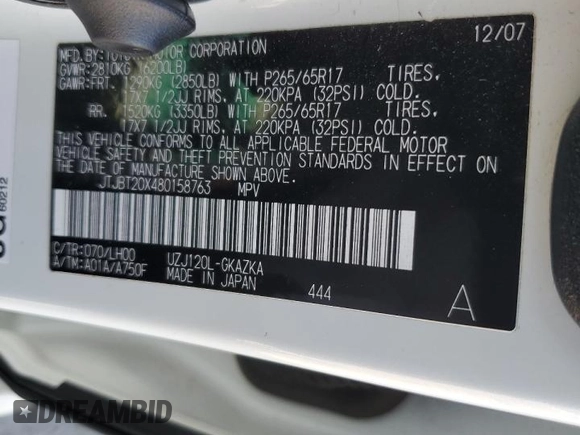 12/07
MFD. BY: TOYOTA MOTOR CORPORATION
GVWR: 2810KG (6200LB)
GAWR: FRT. 1290KG (2850LB) WITH P265/65R17 TIRES,
17X7 1/2JJ RIMS, AT 220KPA (32PSI) COLD.
RR. 1520KG (3350LB) WITH P265/65R17 TIRES,
17X7 1/2JJ RIMS, AT 220KPA (32PSI) COLD.
THIS VEHICLE CONFORMS TO ALL APPLICABLE FEDERAL MOTOR
VEHICLE SAFETY AND THEFT PREVENTION STANDARDS IN EFFECT ON
THE DATE OF MANUFACTURE SHOWN ABOVE.
JTJBT20X480158763 MPV
C/TR: 070/LH00 UZJ120L-GKAZKA
A/TM: A01A/A750F MADE IN JAPAN
444
A
60212
DREAMBID